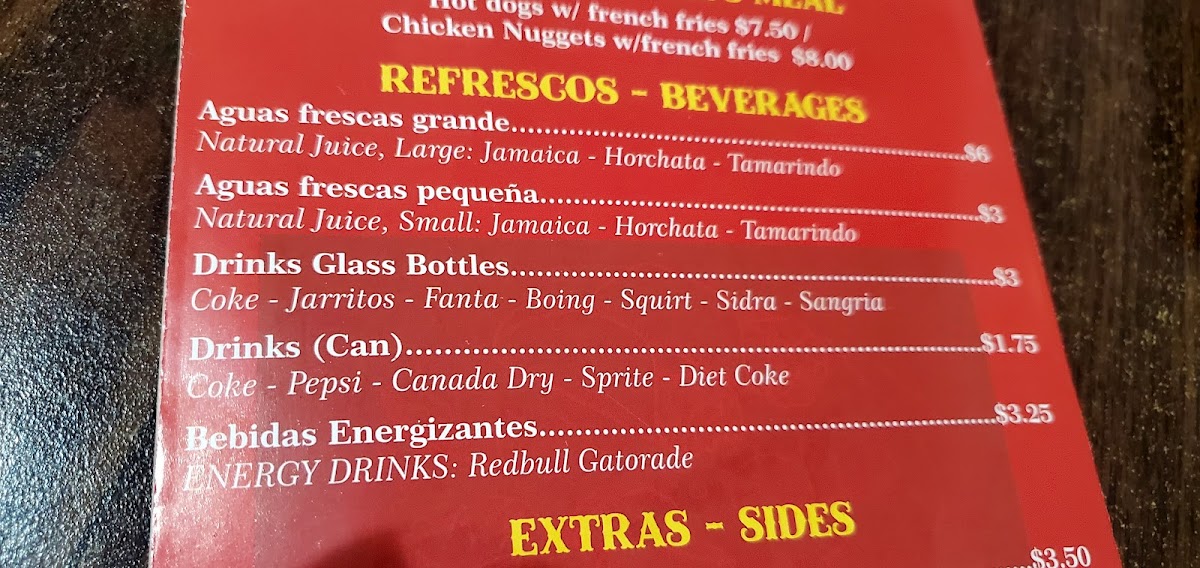 MEAL
Hot dogs w/ french fries $7.50 /
Chicken Nuggets w/french fries $8.00
REFRESCOS - BEVERAGES
Aguas frescas grande.....................................................$6
Natural Juice, Large: Jamaica - Horchata - Tamarindo
Aguas frescas pequeña.....................................................$3
Natural Juice, Small: Jamaica - Horchata - Tamarindo
Drinks Glass Bottles.....................................................$3
Coke - Jarritos - Fanta - Boing - Squirt - Sidra - Sangria
Drinks (Can).....................................................$1.75
Coke - Pepsi - Canada Dry - Sprite - Diet Coke
Bebidas Energizantes.....................................................$3.25
ENERGY DRINKS: Redbull Gatorade
EXTRAS - SIDES
....$3.50